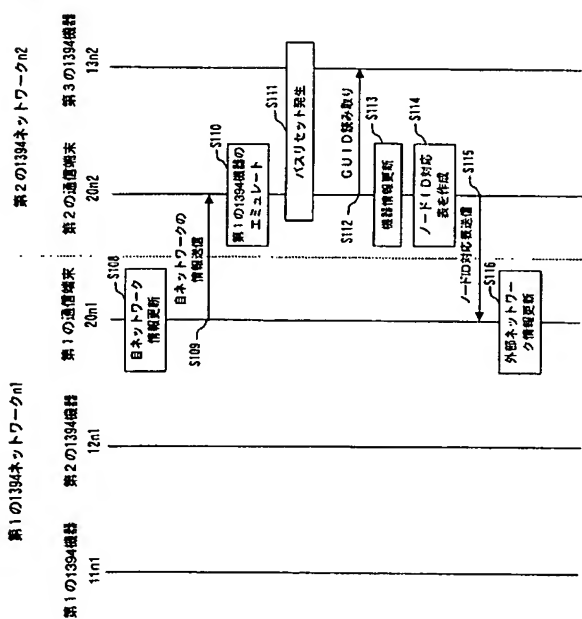 第1の1394ネットワークn1
第2の1394ネットワークn2
第1の1394機器
11n1
第2の1394機器
12n1
第1の通信端末
20n1
第2の通信端末
20n2
第3の1394機器
13n2
S108
自ネットワーク
情報更新
自ネットワークの
情報送信
S109
S110
第1の1394機器の
エミュレート
S111
バスリセット発生
GUID読み取り
S112
S113
機器情報更新
S114
ノードID対応
表を作成
S115
ノードID対応表送信
S116
外部ネットワー
ク情報更新